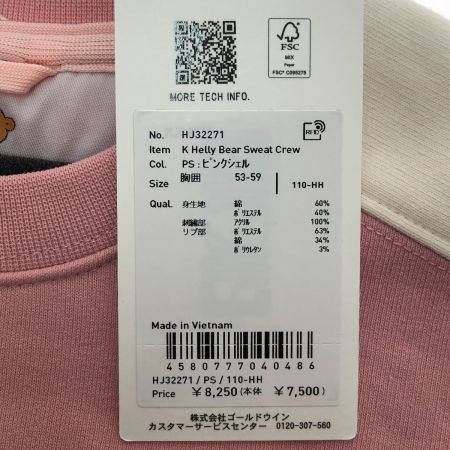 FSC
MIX
Paper
FSC® C095275
MORE TECH INFO.
No. HJ32271
RFID
Item K Helly Bear Sweat Crew
Col. PS:ピンクシェル
Size 胸囲 53-59 110-HH
Qual. 身生地 綿 60%
ポリエステル 40%
刺繍部 アクリル 100%
リブ部 ポリエステル 63%
綿 34%
ポリウレタン 3%
Made in Vietnam
4580777040486
HJ32271 / PS / 110-HH
Price ￥8,250(本体 ￥7,500)
株式会社ゴールドウイン
カスタマーサービスセンター 0120-307-560